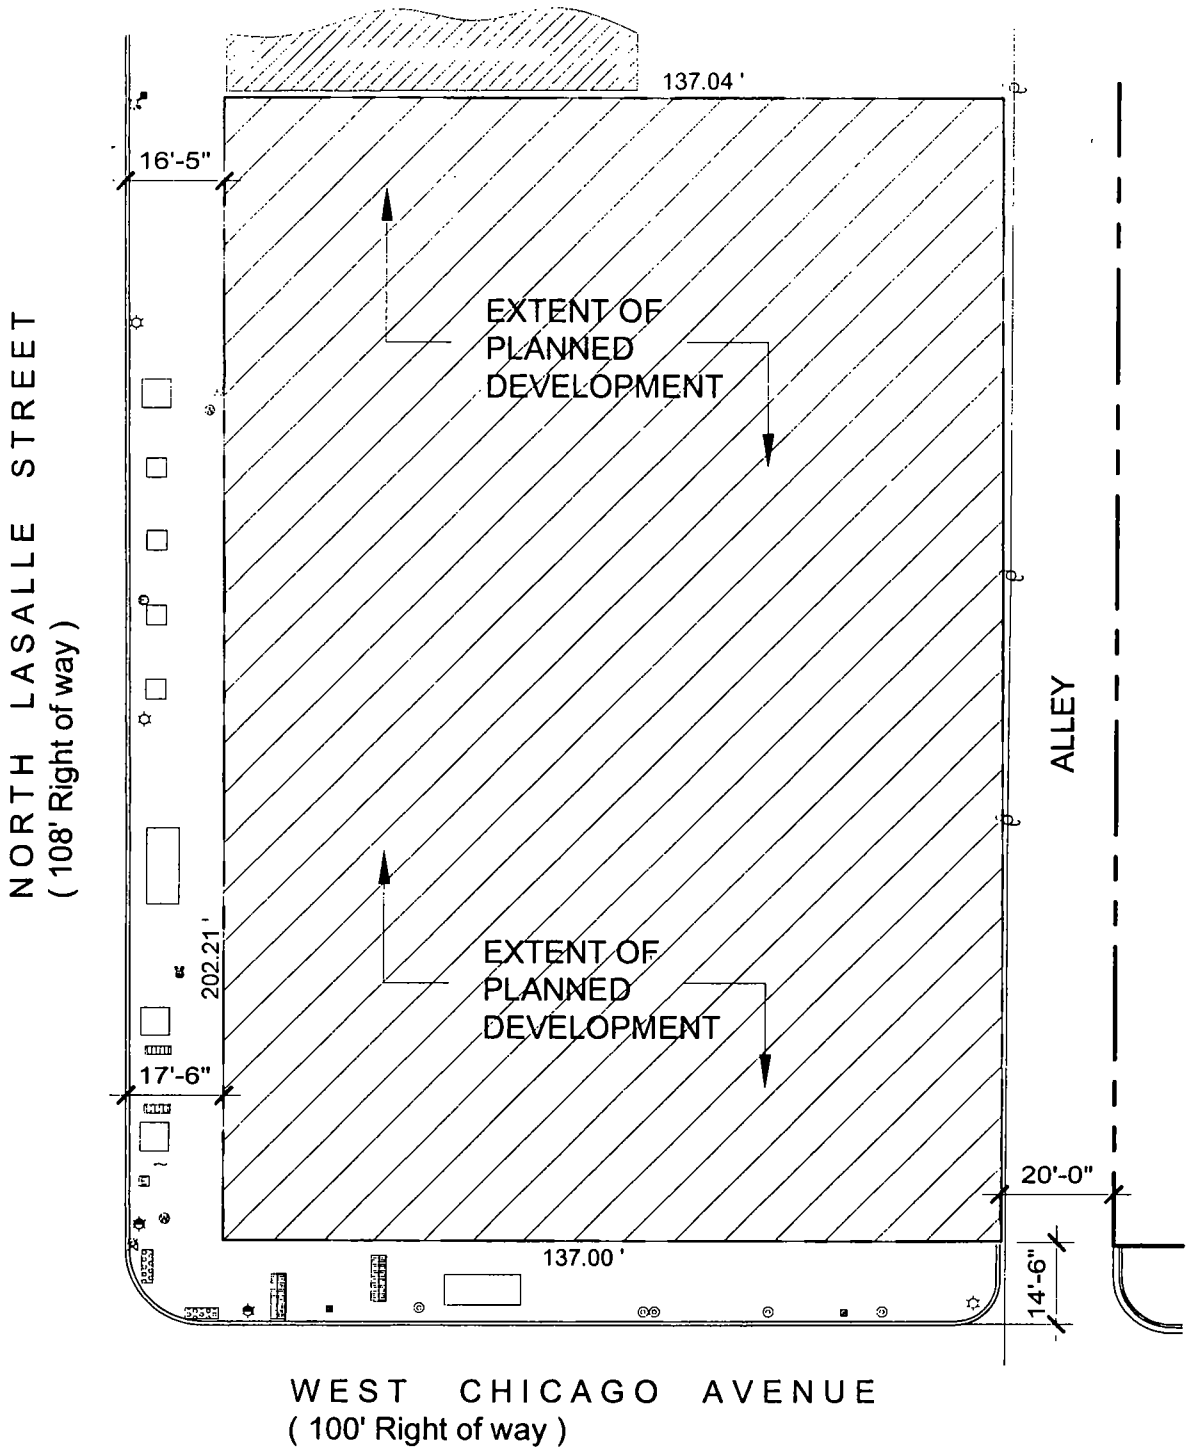 137.04 '
16'-5"
EXTENT OF
PLANNED
DEVELOPMENT
NORTH LASALLE STREET
( 108' Right of way )
ALLEY
202.21 '
EXTENT OF
PLANNED
DEVELOPMENT
17'-6"
20'-0"
137.00 '
14'-6"
WEST CHICAGO AVENUE
( 100' Right of way )